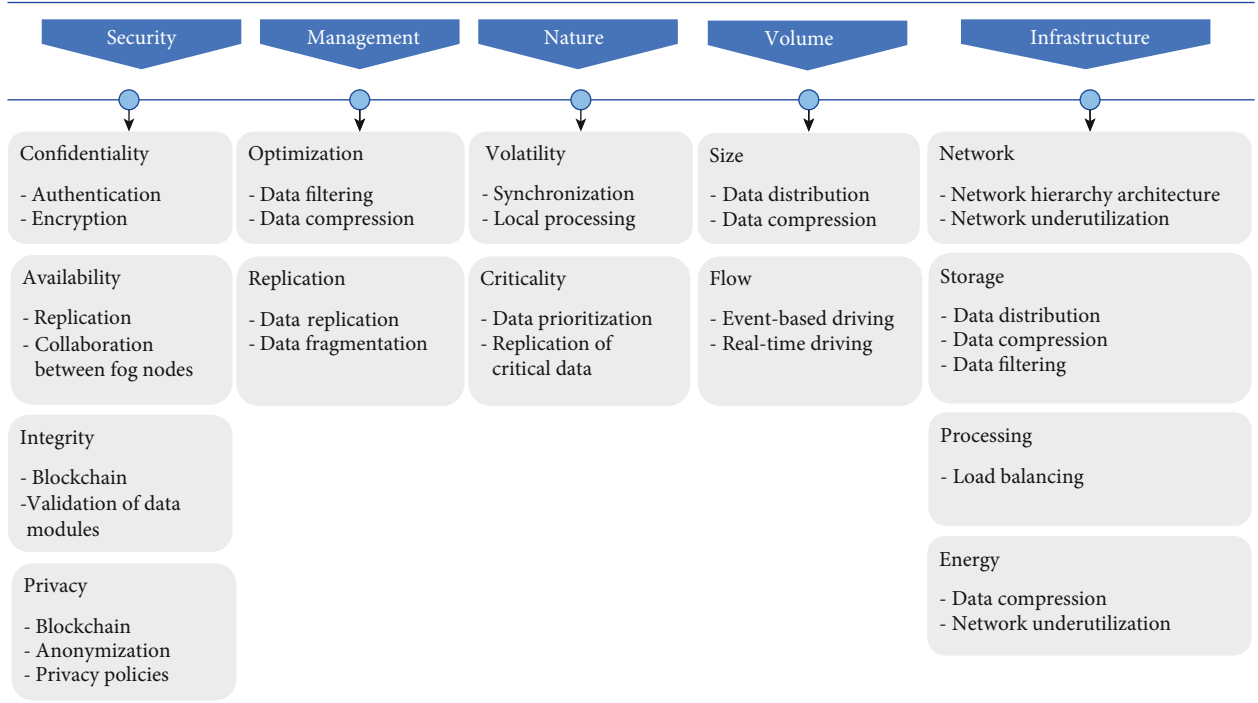 Security
Management
Nature
Volume
Infrastructure
Confidentiality
- Authentication
- Encryption
Availability
- Replication
- Collaboration
between fog nodes
Integrity
- Blockchain
-Validation of data
modules
Privacy
- Blockchain
- Anonymization
- Privacy policies
Optimization
- Data filtering
- Data compression
Replication
- Data replication
- Data fragmentation
Volatility
- Synchronization
- Local processing
Criticality
- Data prioritization
- Replication of
critical data
Size
- Data distribution
- Data compression
Flow
- Event-based driving
- Real-time driving
Network
- Network hierarchy architecture
- Network underutilization
Storage
- Data distribution
- Data compression
- Data filtering
Processing
- Load balancing
Energy
- Data compression
- Network underutilization